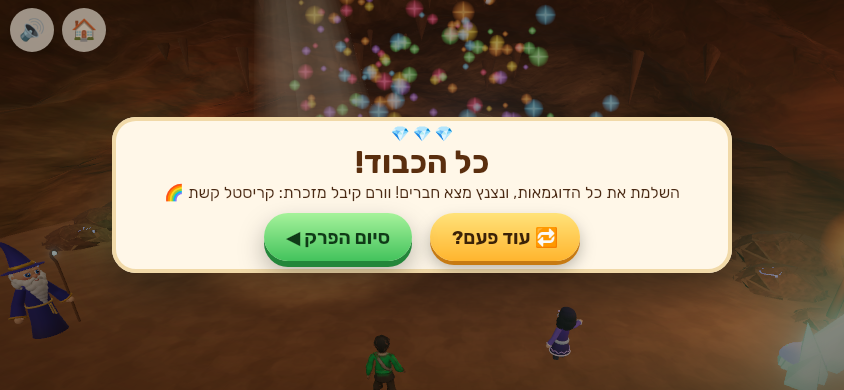 כל הכבוד!
השלמת את כל הדוגמאות, ונצנץ מצא חברים! וורם קיבל מזכרת: קריסטל קשת 🌈
🔁 עוד פעם?
סיום הפרק ◀